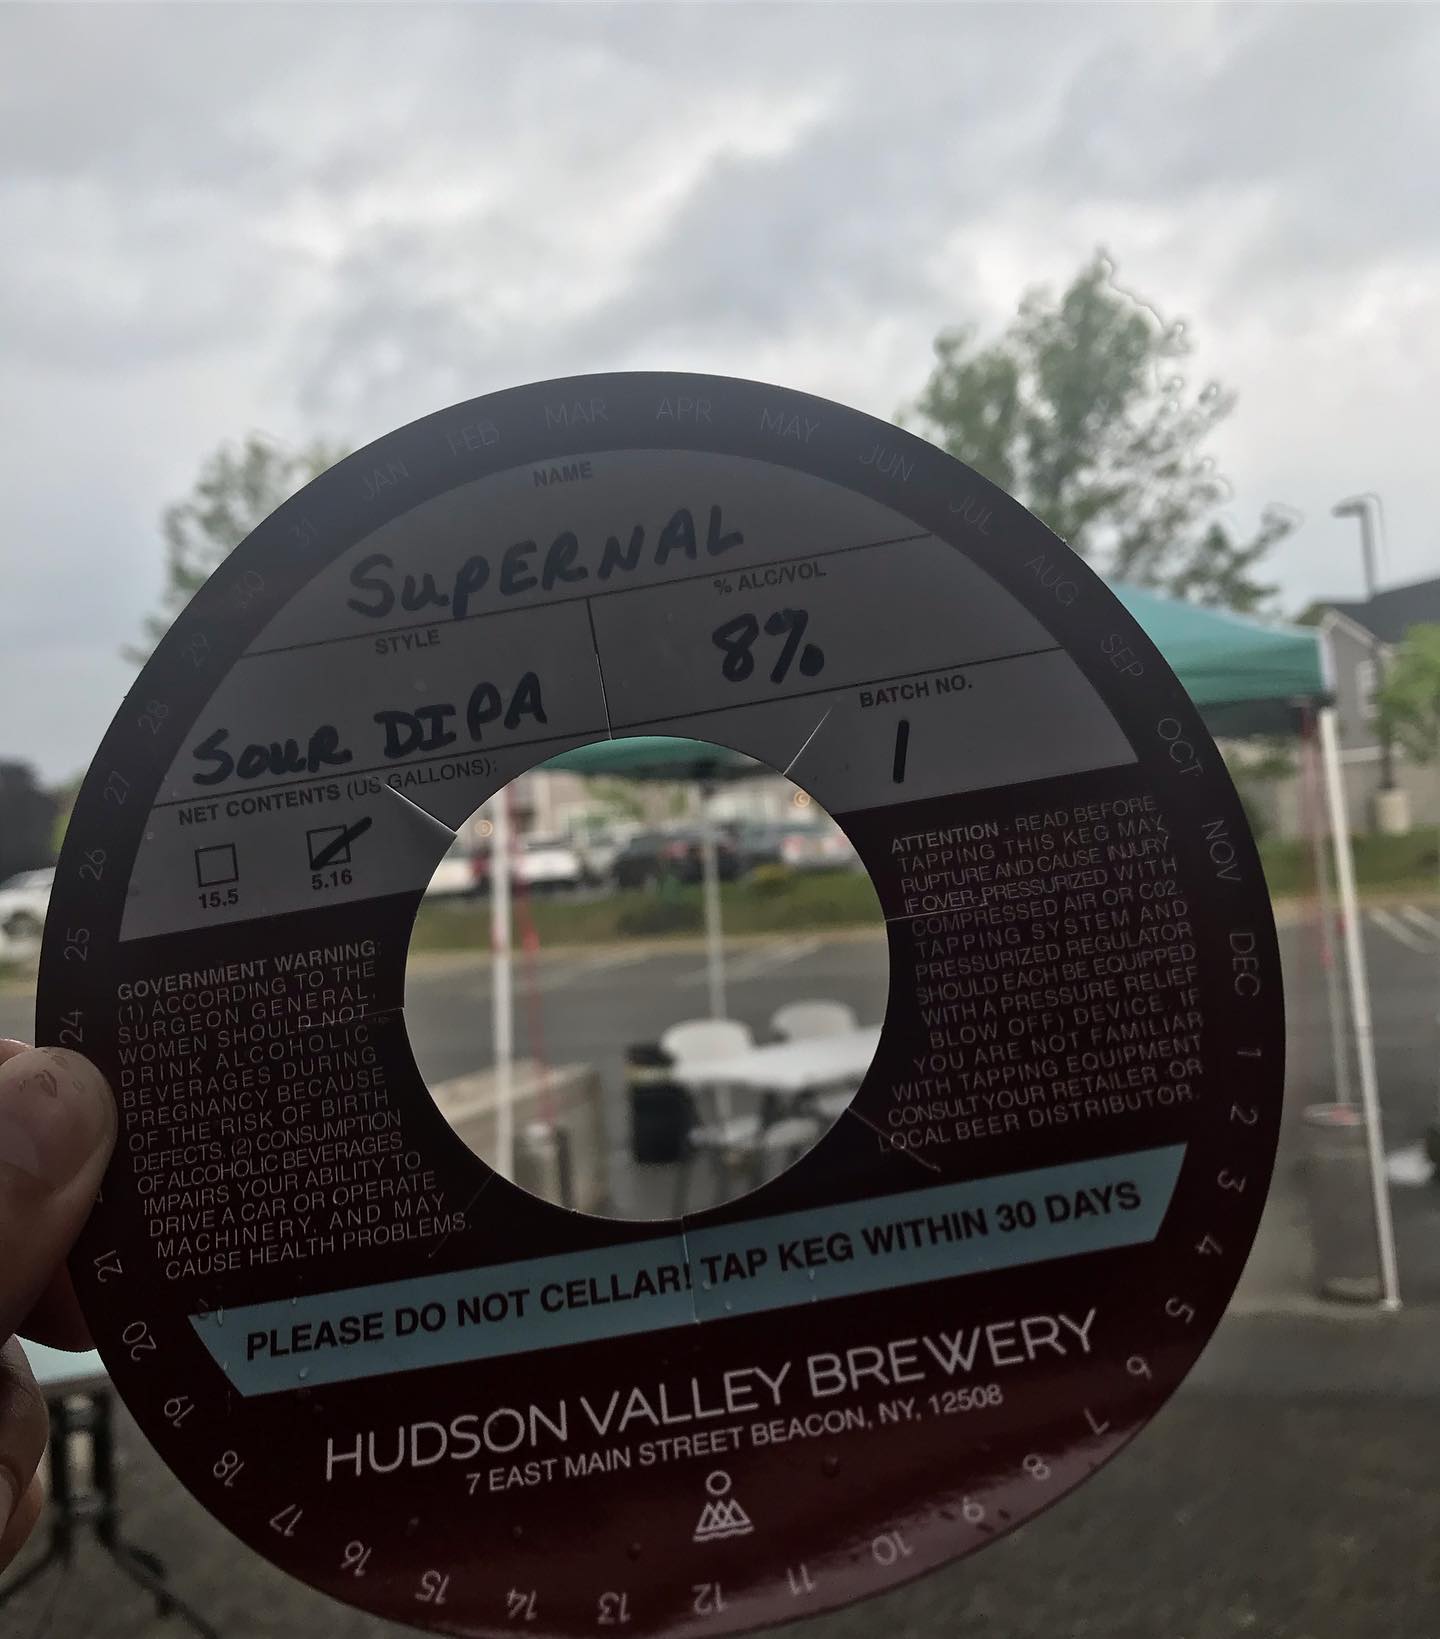 JAN FEB MAR APR MAY JUN JUL AUG SEP OCT NOV DEC 1 2 3 4 5 6 7 8 9 10 11 12 13 14 15 16 17 18 19 20 21 24 25 26 27 28 29 30 31
NAME
SUPERNAL
STYLE
SOUR DIPA
% ALC/VOL
8%
BATCH NO.
1
NET CONTENTS (US GALLONS):
15.5
5.16
GOVERNMENT WARNING:
(1) ACCORDING TO THE
SURGEON GENERAL,
WOMEN SHOULD NOT
DRINK ALCOHOLIC
BEVERAGES DURING
PREGNANCY BECAUSE
OF THE RISK OF BIRTH
DEFECTS. (2) CONSUMPTION
OF ALCOHOLIC BEVERAGES
IMPAIRS YOUR ABILITY TO
DRIVE A CAR OR OPERATE
MACHINERY, AND MAY
CAUSE HEALTH PROBLEMS.
ATTENTION - READ BEFORE
TAPPING THIS KEG MAY
RUPTURE AND CAUSE INJURY
IF OVER-PRESSURIZED WITH
COMPRESSED AIR OR CO2.
TAPPING SYSTEM AND
PRESSURIZED REGULATOR
SHOULD EACH BE EQUIPPED
WITH A PRESSURE RELIEF
BLOW OFF) DEVICE, IF
YOU ARE NOT FAMILIAR
WITH TAPPING EQUIPMENT
CONSULT YOUR RETAILER OR
LOCAL BEER DISTRIBUTOR.
PLEASE DO NOT CELLAR! TAP KEG WITHIN 30 DAYS
HUDSON VALLEY BREWERY
7 EAST MAIN STREET BEACON, NY, 12508